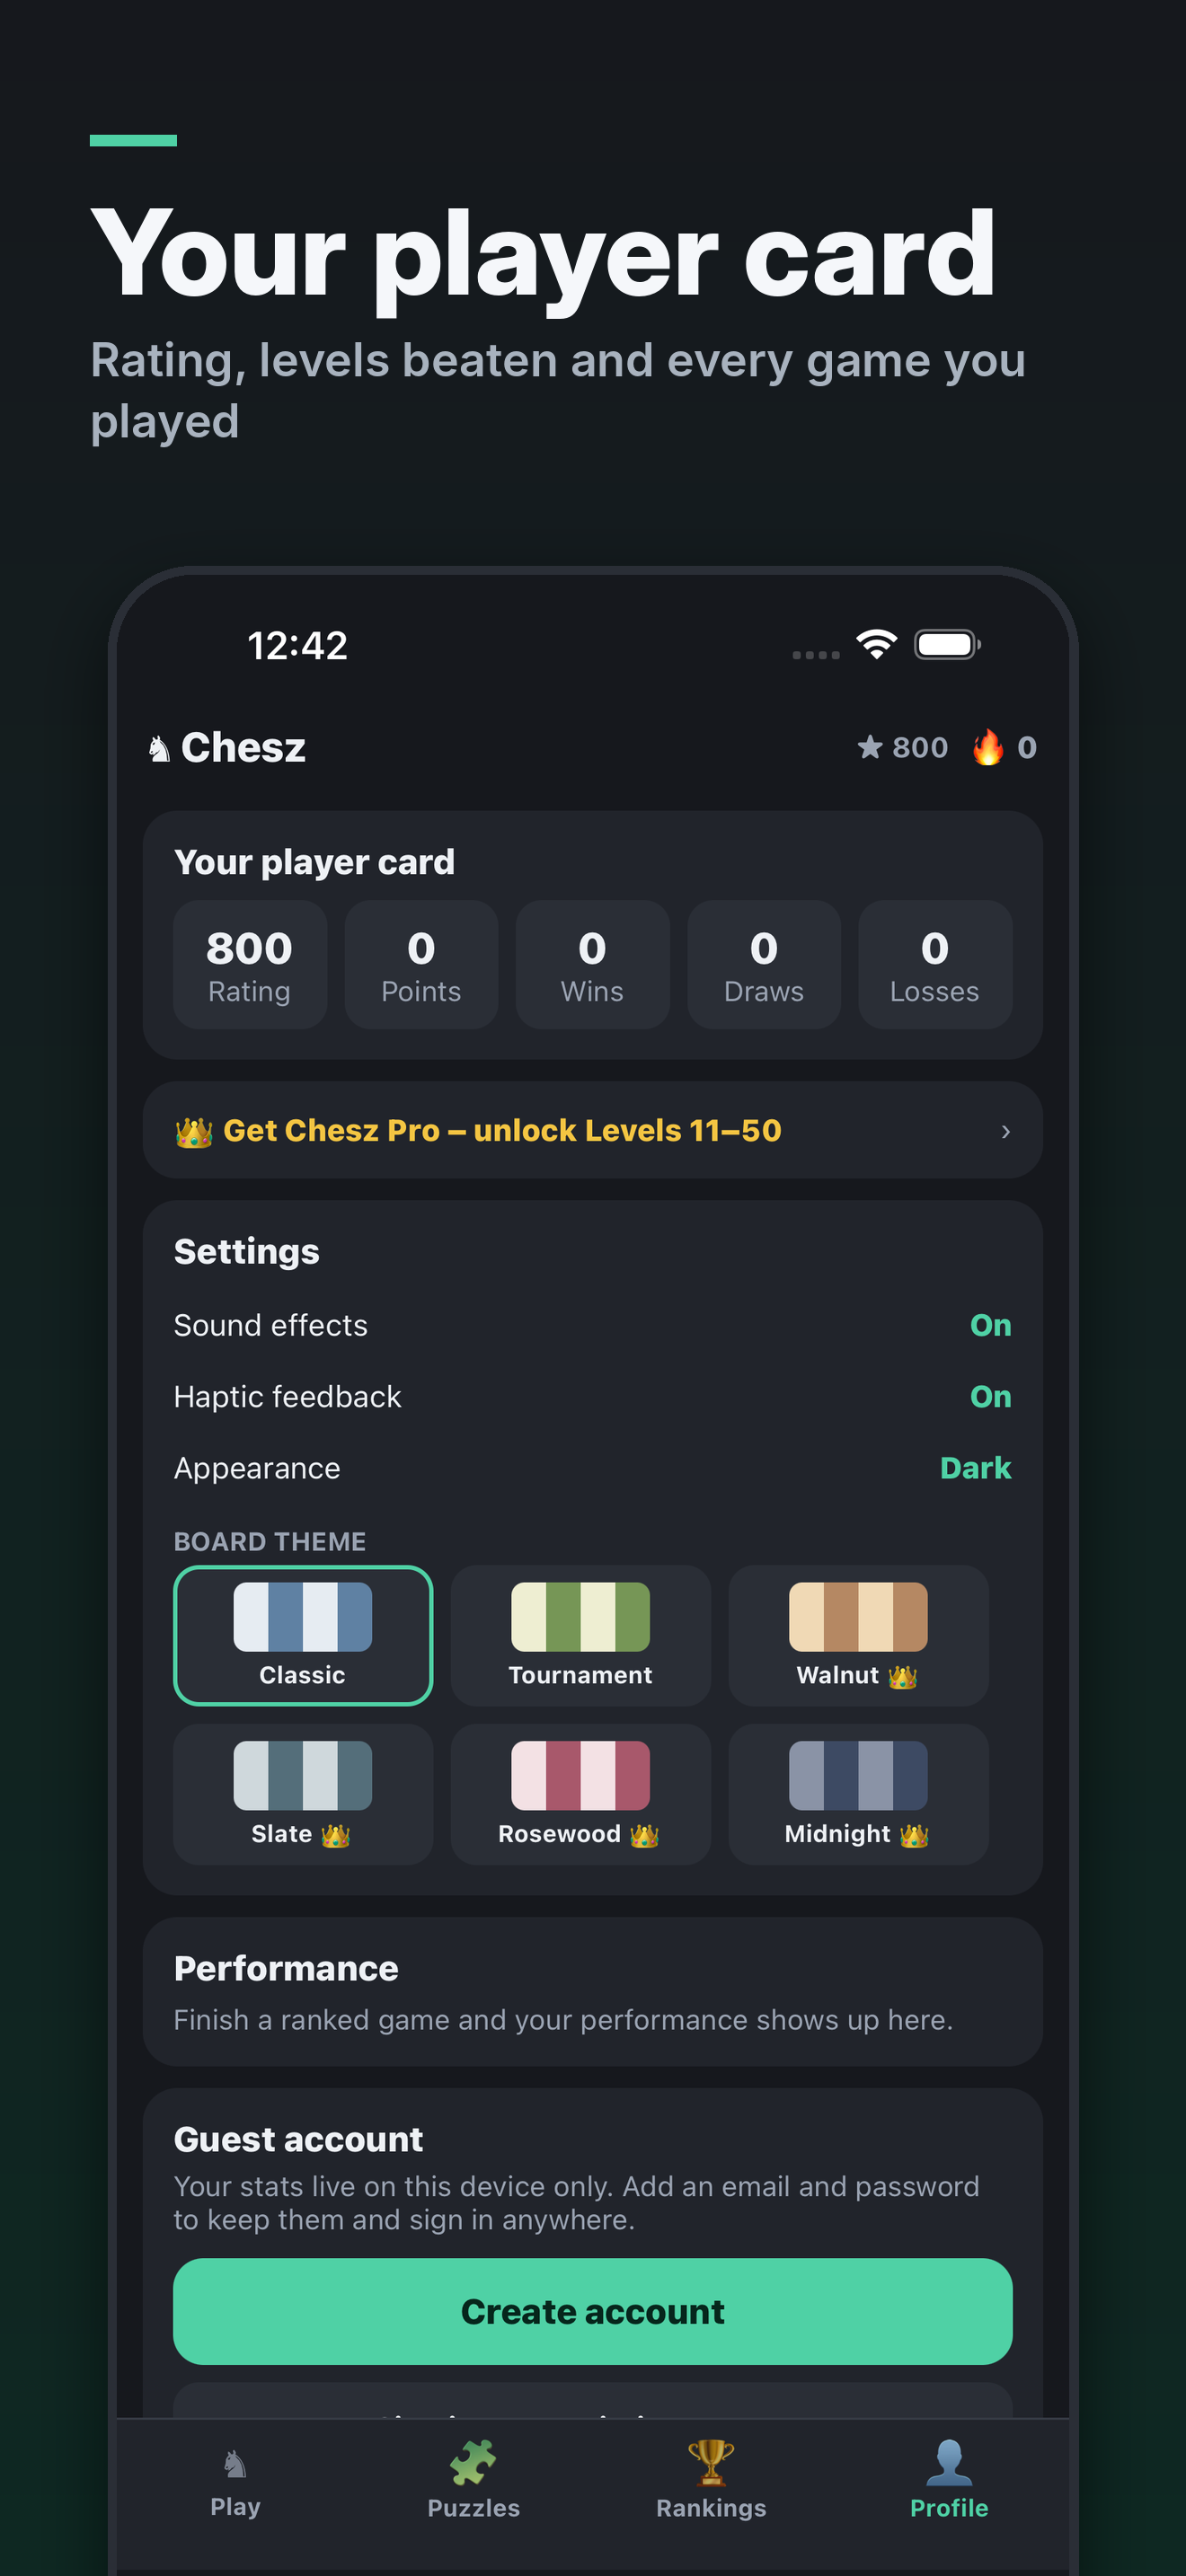 Your player card
Rating, levels beaten and every game you
played
12:42
♞ Chesz
★ 800 🔥 0
Your player card
800
Rating
0
Points
0
Wins
0
Draws
0
Losses
👑 Get Chesz Pro – unlock Levels 11–50 ›
Settings
Sound effects On
Haptic feedback On
Appearance Dark
BOARD THEME
Classic
Tournament
Walnut 👑
Slate 👑
Rosewood 👑
Midnight 👑
Performance
Finish a ranked game and your performance shows up here.
Guest account
Your stats live on this device only. Add an email and password
to keep them and sign in anywhere.
Create account
Play
Puzzles
Rankings
Profile